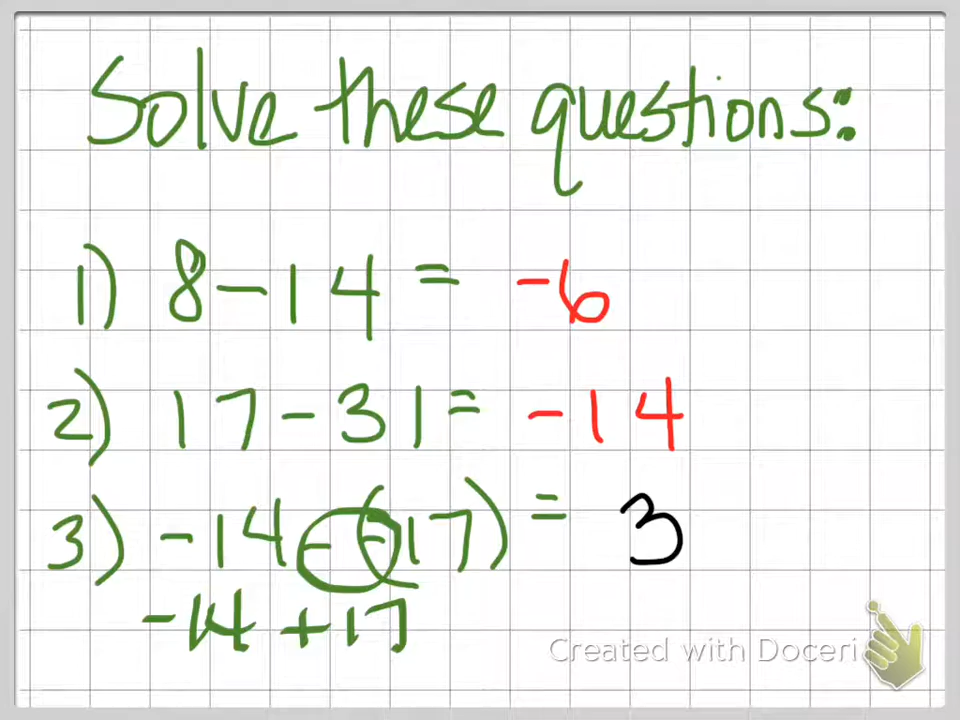 Solve these questions:
1) 8 - 14 = -6
2) 17 - 31 = -14
3) -14 - (-17) = 3
-14 + 17
Created with Doceri